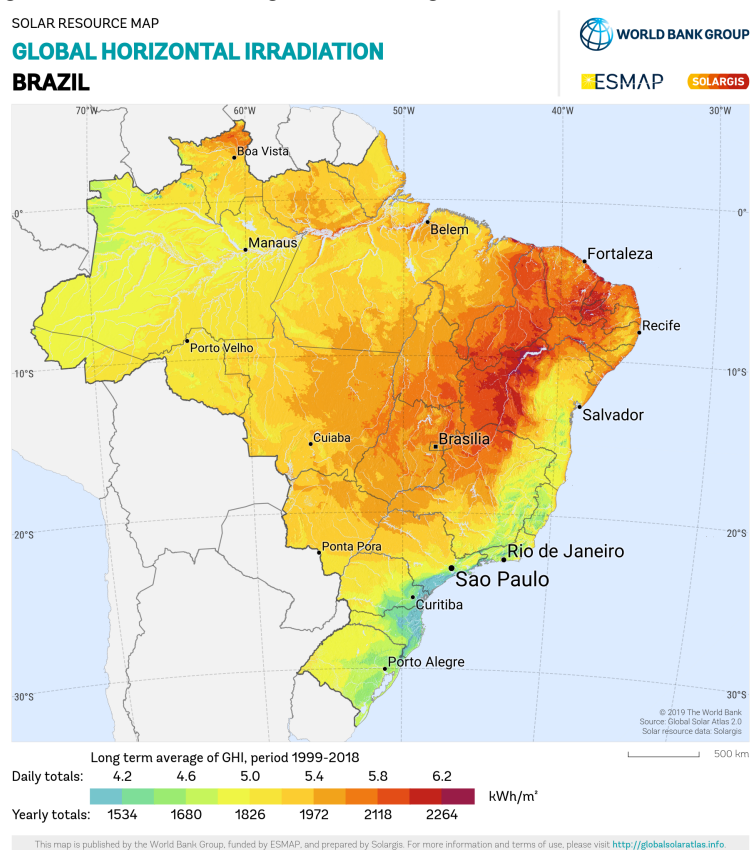 SOLAR RESOURCE MAP
GLOBAL HORIZONTAL IRRADIATION
BRAZIL
WORLD BANK GROUP
ESMAP
SOLARGIS
70°W 60°W 50°W 40°W 30°W
Boa Vista
0° 0°
Belem
Manaus
Fortaleza
Recife
Porto Velho
10°S 10°S
Salvador
Cuiaba
Brasilia
20°S 20°S
Ponta Pora
Rio de Janeiro
Sao Paulo
Curitiba
Porto Alegre
30°S 30°S
© 2019 The World Bank
Source: Global Solar Atlas 2.0
Solar resource data: Solargis
500 km
Long term average of GHI, period 1999-2018
Daily totals: 4.2 4.6 5.0 5.4 5.8 6.2
kWh/m²
Yearly totals: 1534 1680 1826 1972 2118 2264
This map is published by the World Bank Group, funded by ESMAP, and prepared by Solargis. For more information and terms of use, please visit http://globalsolaratlas.info.